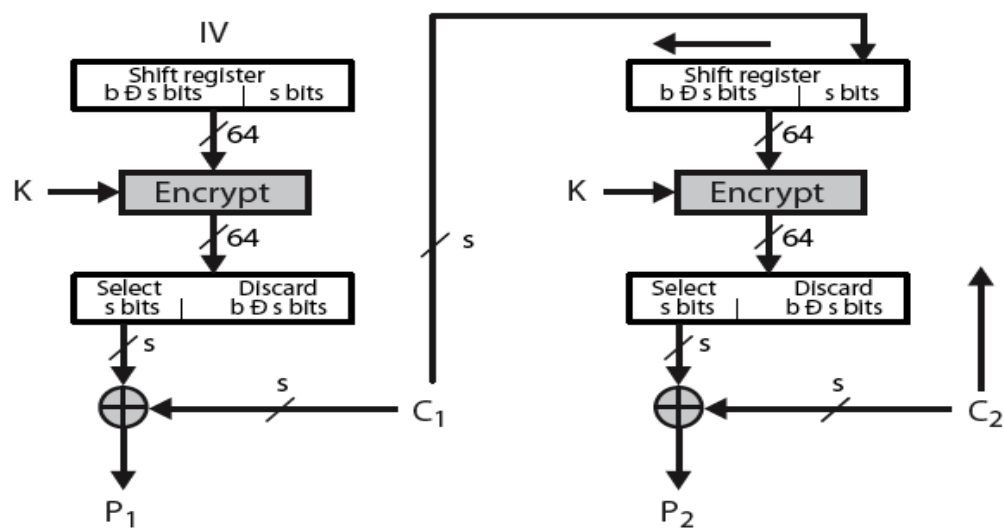 IV
Shift register
b Ð s bits | s bits
64
K
Encrypt
64
Select Discard
s bits | b Ð s bits
s
s
C1
P1
s
Shift register
b Ð s bits | s bits
64
K
Encrypt
64
Select Discard
s bits | b Ð s bits
s
s
C2
P2